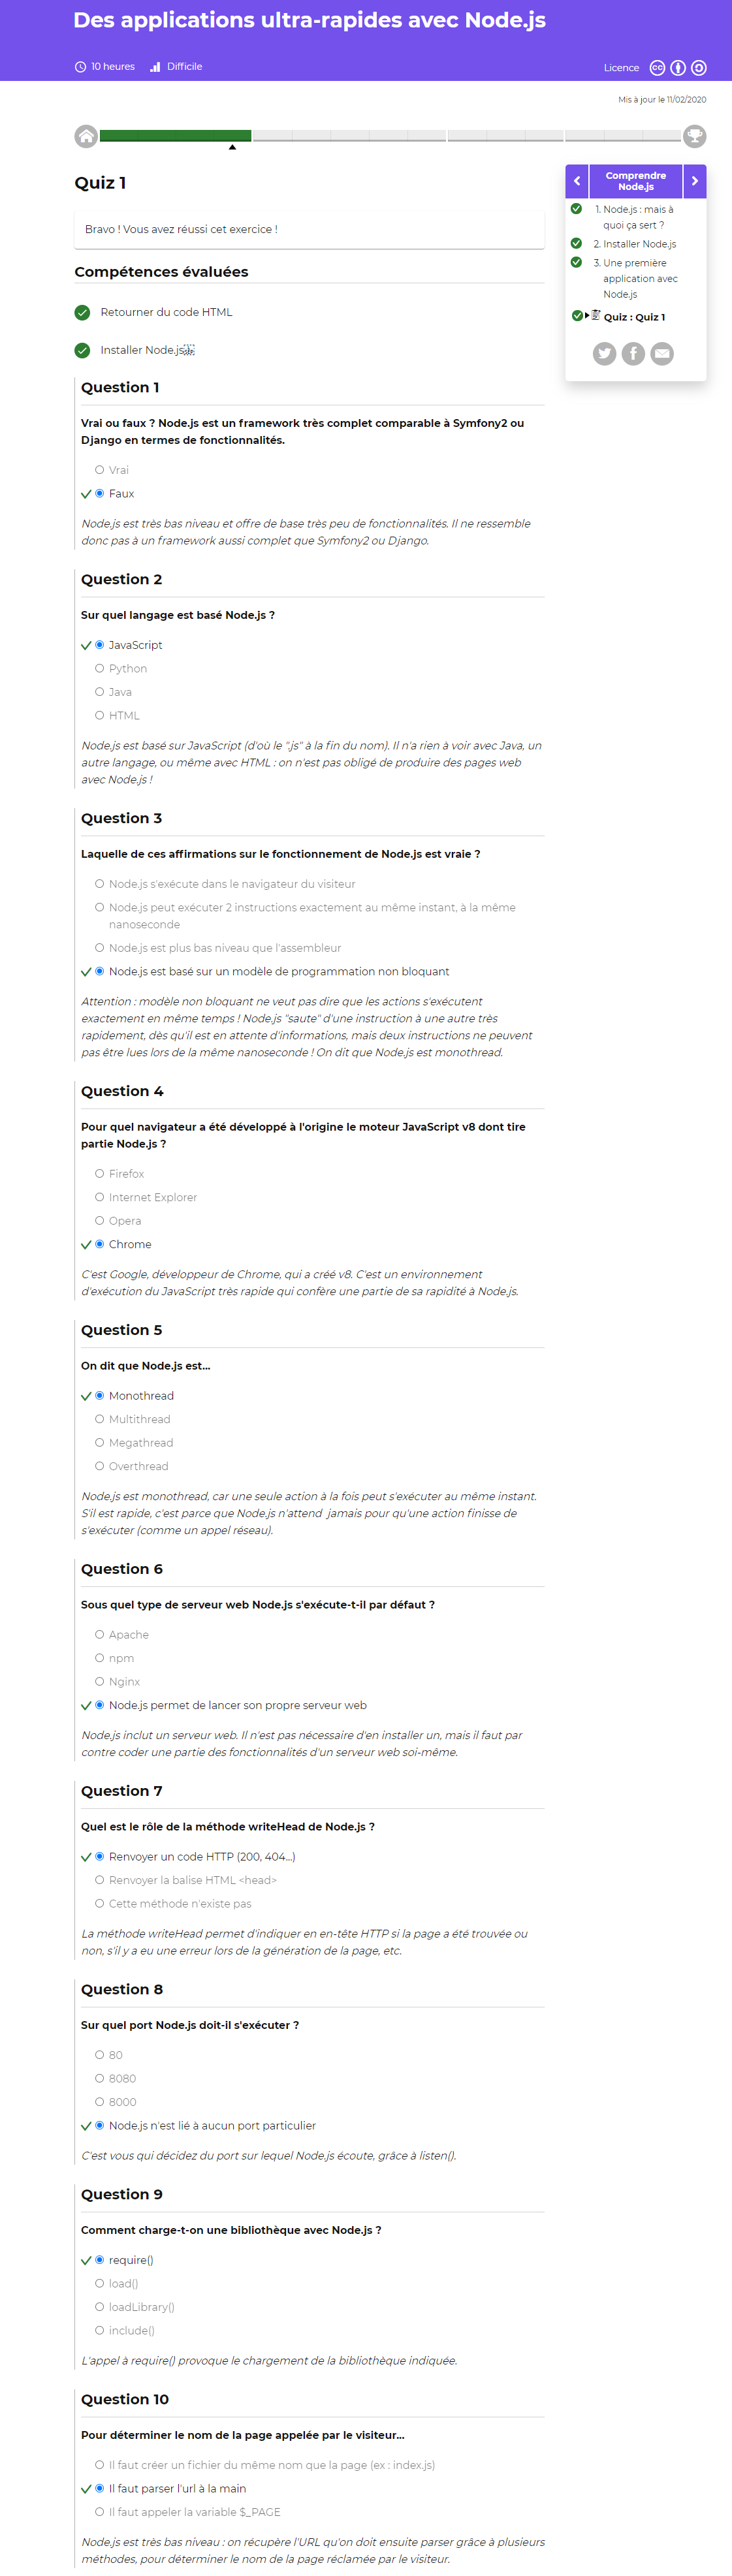 Des applications ultra-rapides avec Node.js
10 heures
Difficile
Licence
Mis à jour le 11/02/2020
Quiz 1
Bravo ! Vous avez réussi cet exercice !
Compétences évaluées
Retourner du code HTML
Installer Node.js
Comprendre
Node.js
1. Node.js : mais à
quoi ça sert ?
2. Installer Node.js
3. Une première
application avec
Node.js
Quiz : Quiz 1
Question 1
Vrai ou faux ? Node.js est un framework très complet comparable à Symfony2 ou
Django en termes de fonctionnalités.
Vrai
Faux
Node.js est très bas niveau et offre de base très peu de fonctionnalités. Il ne ressemble
donc pas à un framework aussi complet que Symfony2 ou Django.
Question 2
Sur quel langage est basé Node.js ?
JavaScript
Python
Java
HTML
Node.js est basé sur JavaScript (d'où le ".js" à la fin du nom). Il n'a rien à voir avec Java, un
autre langage, ou même avec HTML : on n'est pas obligé de produire des pages web
avec Node.js !
Question 3
Laquelle de ces affirmations sur le fonctionnement de Node.js est vraie ?
Node.js s'exécute dans le navigateur du visiteur
Node.js peut exécuter 2 instructions exactement au même instant, à la même
nanoseconde
Node.js est plus bas niveau que l'assembleur
Node.js est basé sur un modèle de programmation non bloquant
Attention : modèle non bloquant ne veut pas dire que les actions s'exécutent
exactement en même temps ! Node.js "saute" d'une instruction à une autre très
rapidement, dès qu'il est en attente d'informations, mais deux instructions ne peuvent
pas être lues lors de la même nanoseconde ! On dit que Node.js est monothread.
Question 4
Pour quel navigateur a été développé à l'origine le moteur JavaScript v8 dont tire
partie Node.js ?
Firefox
Internet Explorer
Opera
Chrome
C'est Google, développeur de Chrome, qui a créé v8. C'est un environnement
d'exécution du JavaScript très rapide qui confère une partie de sa rapidité à Node.js.
Question 5
On dit que Node.js est...
Monothread
Multithread
Megathread
Overthread
Node.js est monothread, car une seule action à la fois peut s'exécuter au même instant.
S'il est rapide, c'est parce que Node.js n'attend jamais pour qu'une action finisse de
s'exécuter (comme un appel réseau).
Question 6
Sous quel type de serveur web Node.js s'exécute-t-il par défaut ?
Apache
npm
Nginx
Node.js permet de lancer son propre serveur web
Node.js inclut un serveur web. Il n'est pas nécessaire d'en installer un, mais il faut par
contre coder une partie des fonctionnalités d'un serveur web soi-même.
Question 7
Quel est le rôle de la méthode writeHead de Node.js ?
Renvoyer un code HTTP (200, 404...)
Renvoyer la balise HTML <head>
Cette méthode n'existe pas
La méthode writeHead permet d'indiquer en en-tête HTTP si la page a été trouvée ou
non, s'il y a eu une erreur lors de la génération de la page, etc.
Question 8
Sur quel port Node.js doit-il s'exécuter ?
80
8080
8000
Node.js n'est lié à aucun port particulier
C'est vous qui décidez du port sur lequel Node.js écoute, grâce à listen().
Question 9
Comment charge-t-on une bibliothèque avec Node.js ?
require()
load()
loadLibrary()
include()
L'appel à require() provoque le chargement de la bibliothèque indiquée.
Question 10
Pour déterminer le nom de la page appelée par le visiteur...
Il faut créer un fichier du même nom que la page (ex : index.js)
Il faut parser l'url à la main
Il faut appeler la variable $_PAGE
Node.js est très bas niveau : on récupère l'URL qu'on doit ensuite parser grâce à plusieurs
méthodes, pour déterminer le nom de la page réclamée par le visiteur.